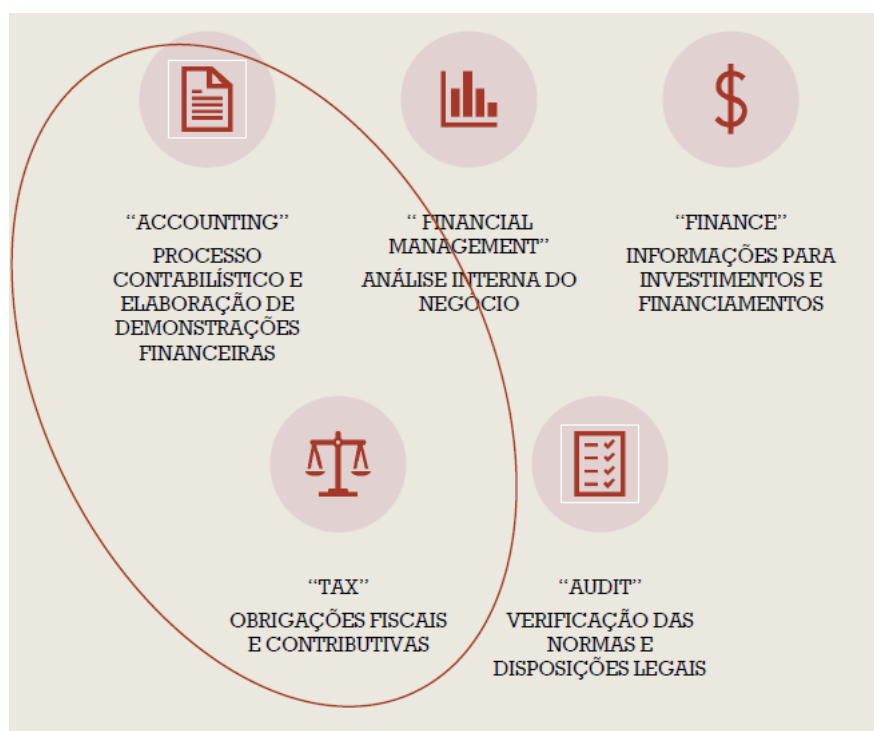 “ACCOUNTING”
PROCESSO
CONTABILÍSTICO E
ELABORAÇÃO DE
DEMONSTRAÇÕES
FINANCEIRAS
“ FINANCIAL
MANAGEMENT”
ANÁLISE INTERNA DO
NEGÓCIO
“FINANCE”
INFORMAÇÕES PARA
INVESTIMENTOS E
FINANCIAMENTOS
“TAX”
OBRIGAÇÕES FISCAIS
E CONTRIBUTIVAS
“AUDIT”
VERIFICAÇÃO DAS
NORMAS E
DISPOSIÇÕES LEGAIS